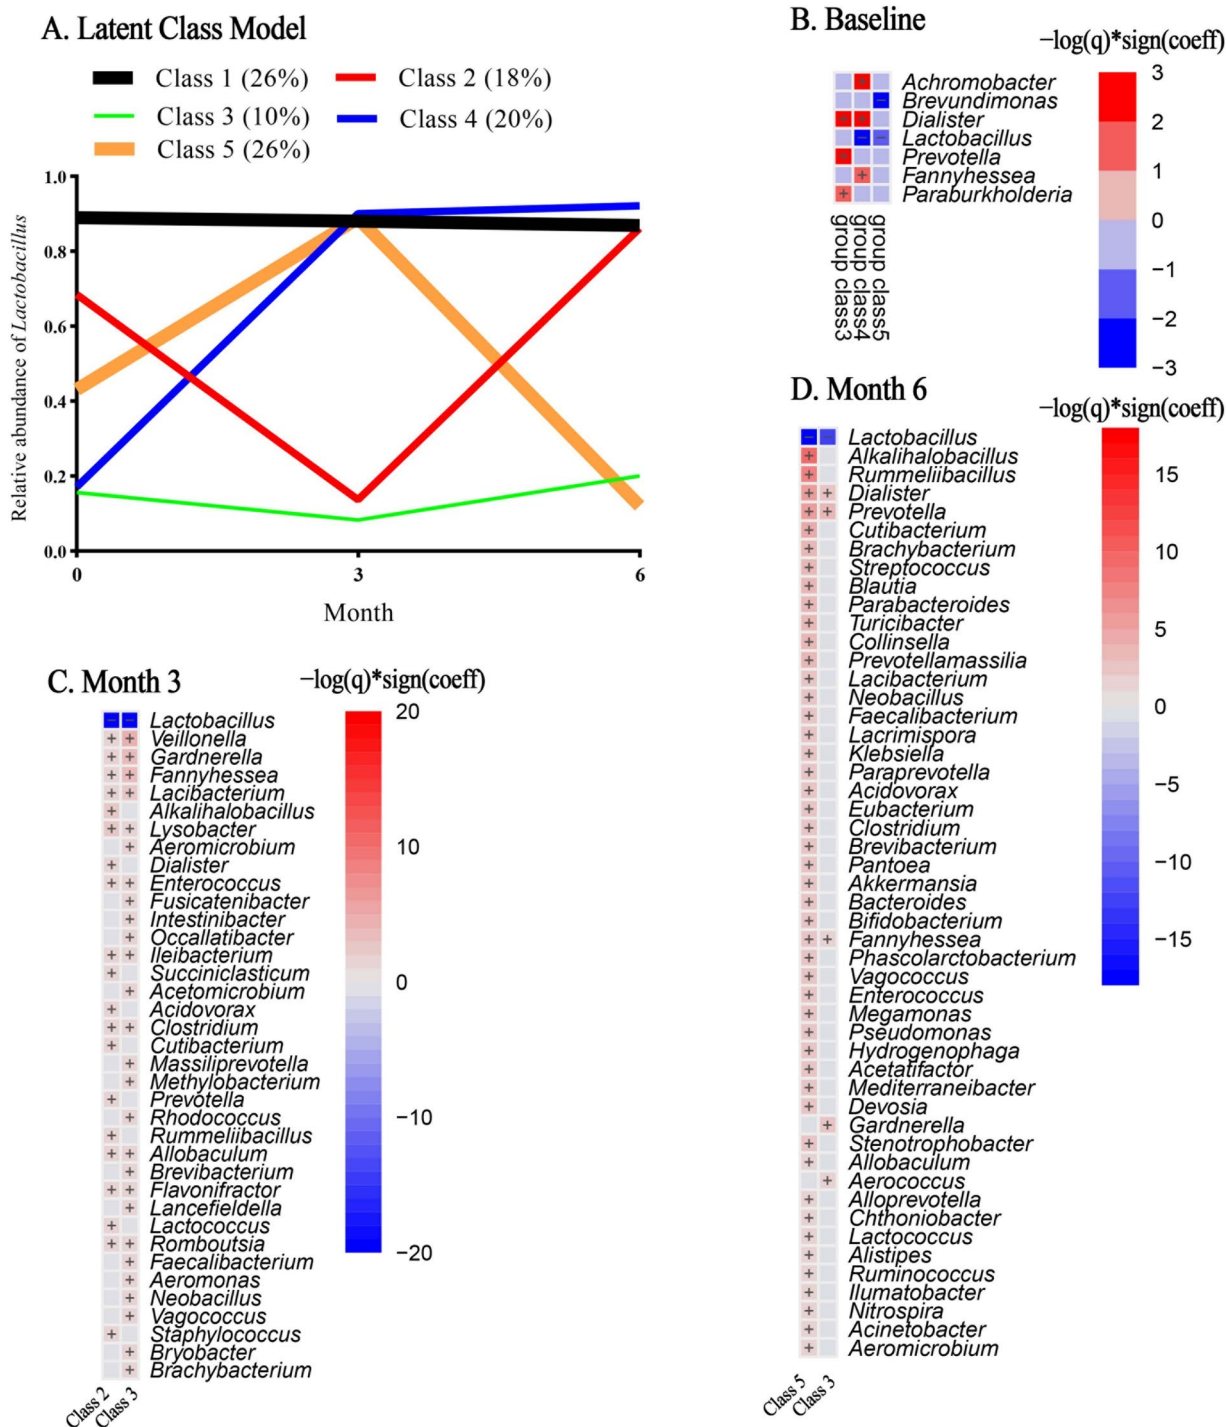 A. Latent Class Model
Class 1 (26%)
Class 2 (18%)
Class 3 (10%)
Class 4 (20%)
Class 5 (26%)
Relative abundance of Lactobacillus
1.0
0.8
0.6
0.4
0.2
0.0
0
3
6
Month
B. Baseline
−log(q)*sign(coeff)
Achromobacter
Brevundimonas
Dialister
Lactobacillus
Prevotella
Fannyhessea
Paraburkholderia
group class3
group class4
group class5
3
2
1
0
−1
−2
−3
C. Month 3
−log(q)*sign(coeff)
Lactobacillus
Veillonella
Gardnerella
Fannyhessea
Lacibacterium
Alkalihalobacillus
Lysobacter
Aeromicrobium
Dialister
Enterococcus
Fusicatenibacter
Intestinibacter
Occallatibacter
Ileibacterium
Succiniclasticum
Acetomicrobium
Acidovorax
Clostridium
Cutibacterium
Massiliprevotella
Methylobacterium
Prevotella
Rhodococcus
Rummeliibacillus
Allobaculum
Brevibacterium
Flavonifractor
Lancefieldella
Lactococcus
Romboutsia
Faecalibacterium
Aeromonas
Neobacillus
Vagococcus
Staphylococcus
Bryobacter
Brachybacterium
Class 2
Class 3
20
10
0
−10
−20
D. Month 6
−log(q)*sign(coeff)
Lactobacillus
Alkalihalobacillus
Rummeliibacillus
Dialister
Prevotella
Cutibacterium
Brachybacterium
Streptococcus
Blautia
Parabacteroides
Turicibacter
Collinsella
Prevotellamassilia
Lacibacterium
Neobacillus
Faecalibacterium
Lacrimispora
Klebsiella
Paraprevotella
Acidovorax
Eubacterium
Clostridium
Brevibacterium
Pantoea
Akkermansia
Bacteroides
Bifidobacterium
Fannyhessea
Phascolarctobacterium
Vagococcus
Enterococcus
Megamonas
Pseudomonas
Hydrogenophaga
Acetatifactor
Mediterraneibacter
Devosia
Gardnerella
Stenotrophobacter
Allobaculum
Aerococcus
Alloprevotella
Chthoniobacter
Lactococcus
Alistipes
Ruminococcus
Ilumatobacter
Nitrospira
Acinetobacter
Aeromicrobium
Class 5
Class 3
15
10
5
0
−5
−10
−15